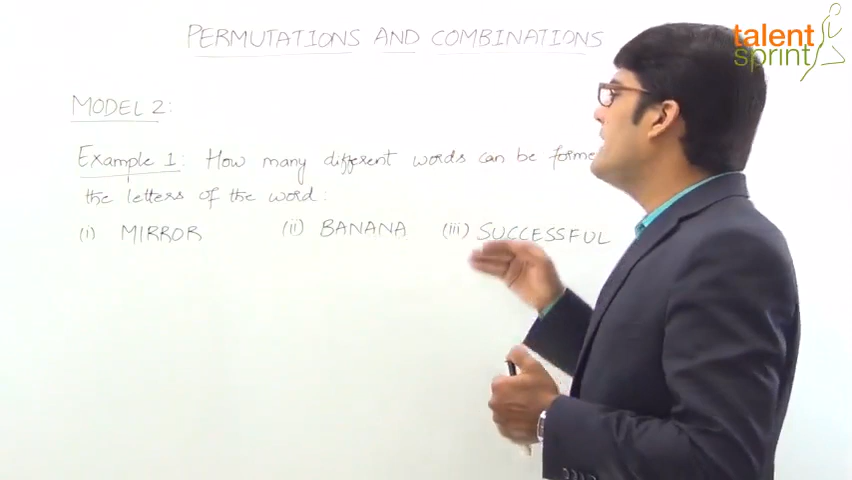 PERMUTATIONS AND COMBINATIONS
talent
sprint
MODEL 2:
Example 1: How many different words can be forme
the letters of the word:
(i) MIRROR (ii) BANANA (iii) SUCCESSFUL